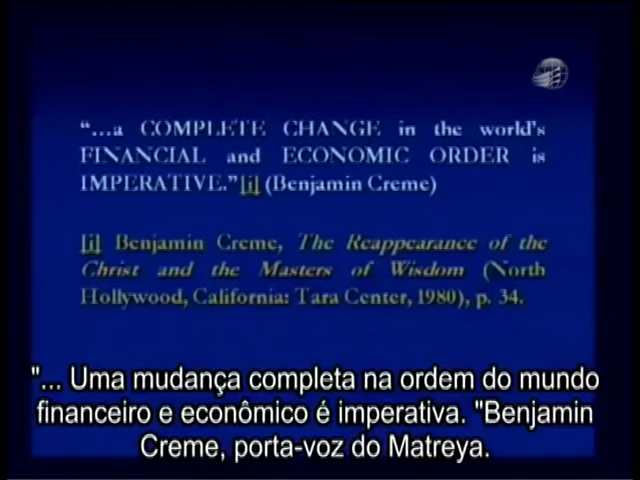 “...a COMPLETE CHANGE in the world's
FINANCIAL and ECONOMIC ORDER is
IMPERATIVE.”[i] (Benjamin Creme)
[i] Benjamin Creme, The Reappearance of the
Christ and the Masters of Wisdom (North
Hollywood, California: Tara Center, 1980), p. 34.
"... Uma mudança completa na ordem do mundo
financeiro e econômico é imperativa. "Benjamin
Creme, porta-voz do Matreya.